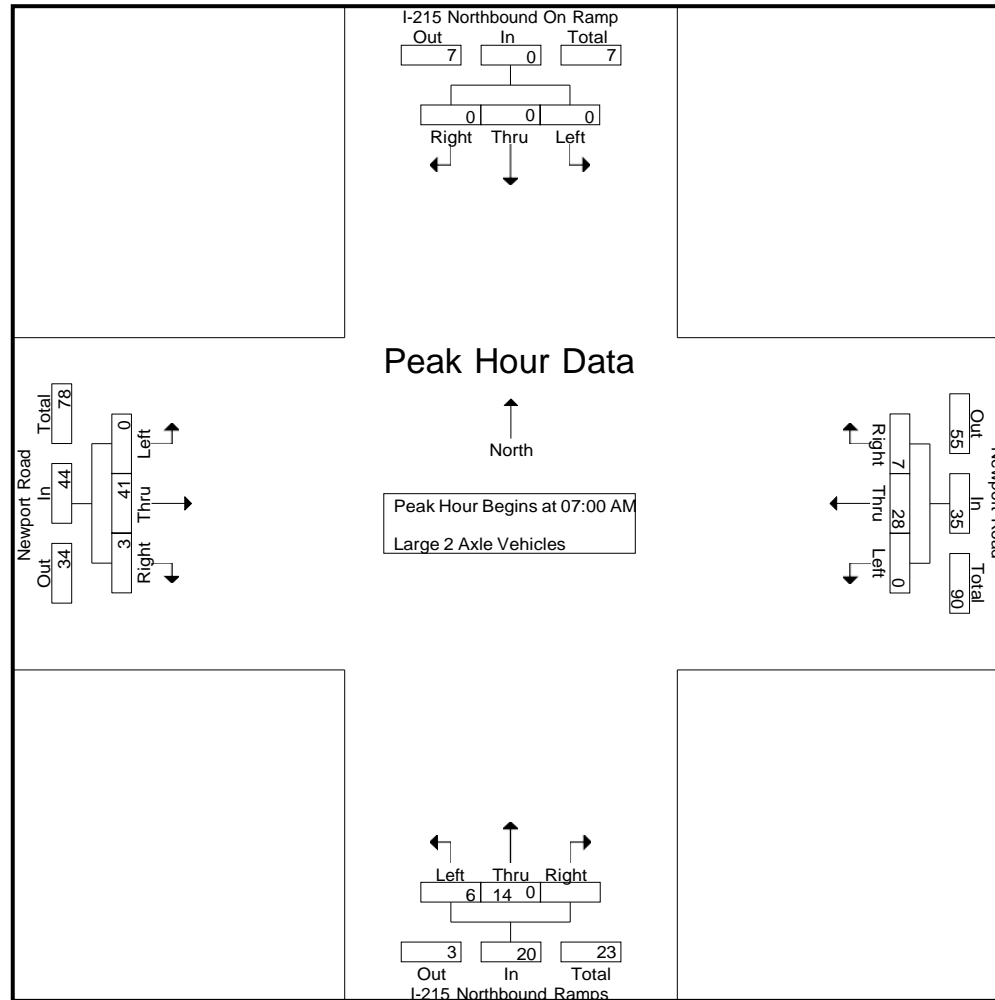 I-215 Northbound On Ramp
Out In Total
7 0 7
0 0 0
Right Thru Left
Peak Hour Data
North
Peak Hour Begins at 07:00 AM
Large 2 Axle Vehicles
Newport Road
Total In Out
78 44 34
0 41 3
Left Thru Right
Right Thru Left
7 28 0
55 35 90
Out In Total
Newport Road
Left Thru Right
6 14 0
3 20 23
Out In Total
I-215 Northbound Ramps